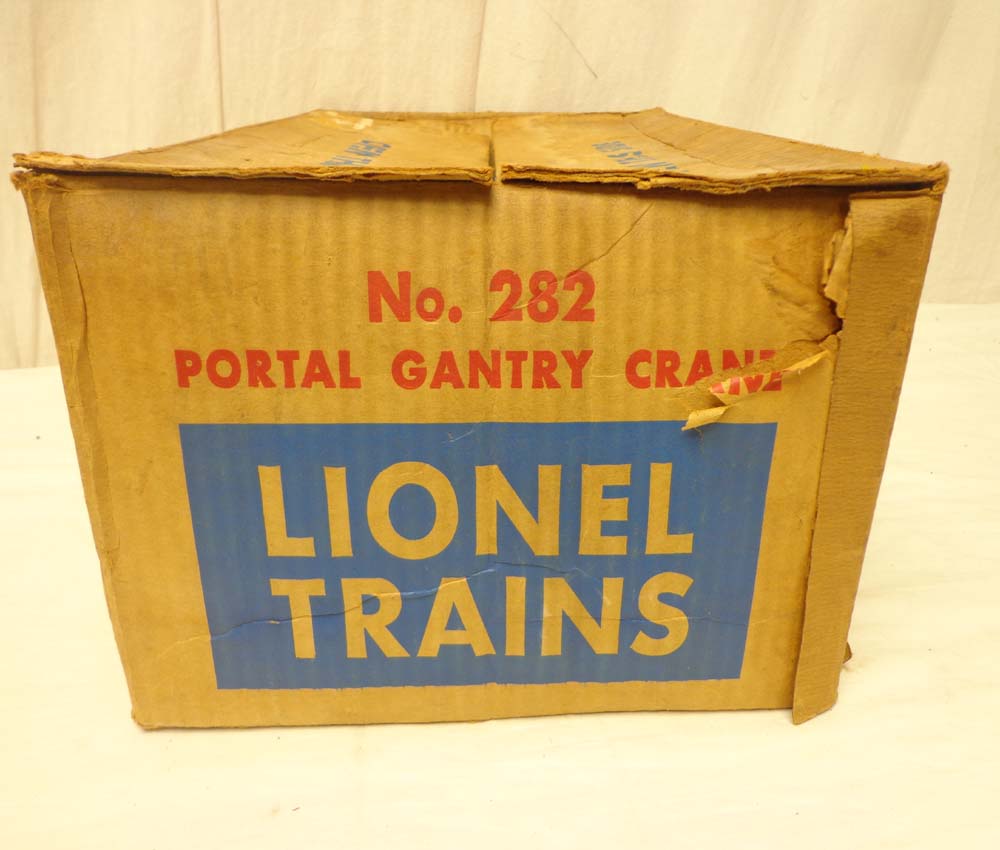 No. 282
PORTAL GANTRY CRANE
LIONEL
TRAINS